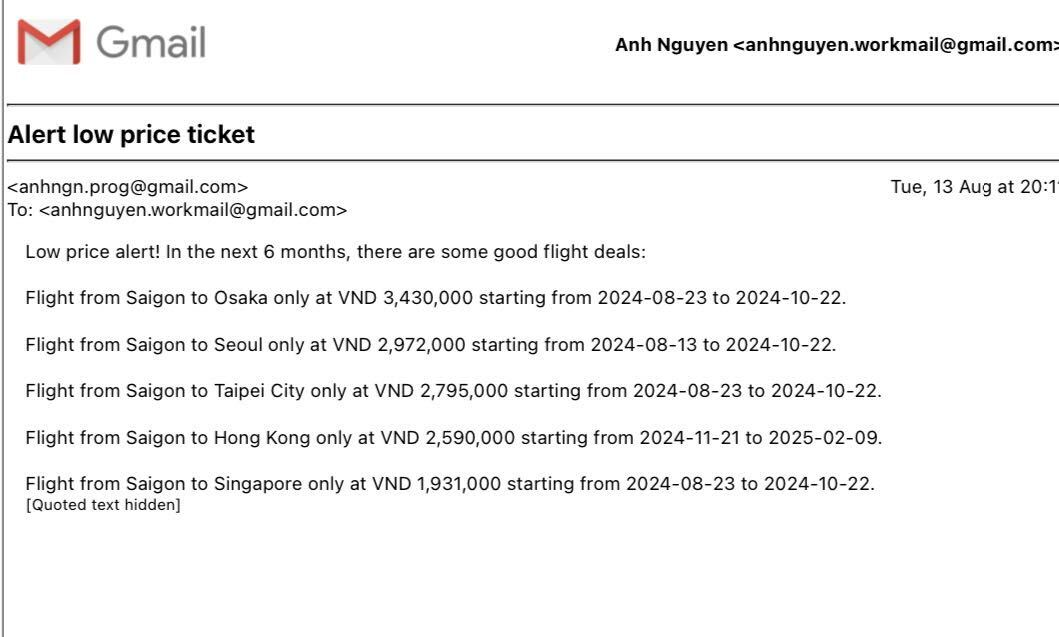 Gmail
Anh Nguyen <anhnguyen.workmail@gmail.com>
Alert low price ticket
<anhngn.prog@gmail.com>
Tue, 13 Aug at 20:1
To: <anhnguyen.workmail@gmail.com>
Low price alert! In the next 6 months, there are some good flight deals:
Flight from Saigon to Osaka only at VND 3,430,000 starting from 2024-08-23 to 2024-10-22.
Flight from Saigon to Seoul only at VND 2,972,000 starting from 2024-08-13 to 2024-10-22.
Flight from Saigon to Taipei City only at VND 2,795,000 starting from 2024-08-23 to 2024-10-22.
Flight from Saigon to Hong Kong only at VND 2,590,000 starting from 2024-11-21 to 2025-02-09.
Flight from Saigon to Singapore only at VND 1,931,000 starting from 2024-08-23 to 2024-10-22.
[Quoted text hidden]